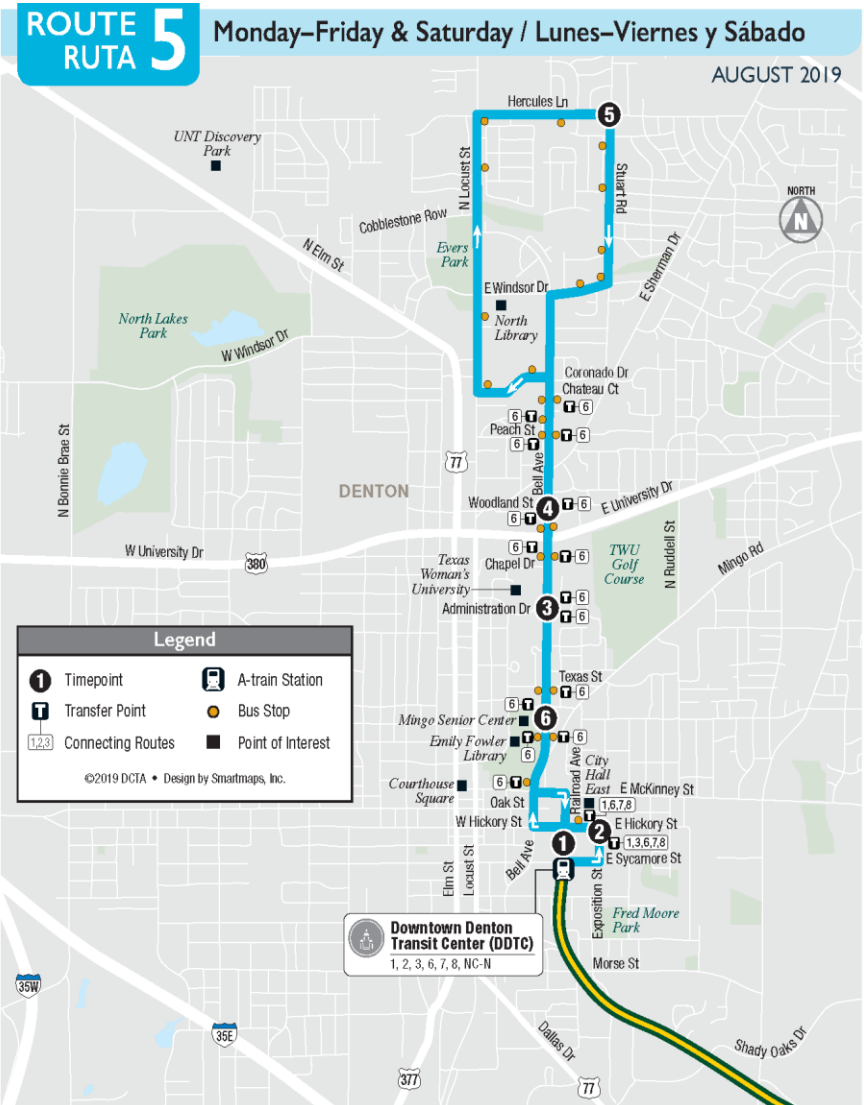 ROUTE
RUTA
5
Monday–Friday & Saturday / Lunes–Viernes y Sábado
AUGUST 2019
Hercules Ln
5
UNT Discovery
Park
N Locust St
Stuart Rd
NORTH
N
Cobblestone Row
N Elm St
Evers
Park
E Sherman Dr
E Windsor Dr
North
Library
North Lakes
Park
W Windsor Dr
Coronado Dr
Chateau Ct
T 6
6 T
Peach St
T 6
6 T
N Bonnie Brae St
77
Bell Ave
DENTON
Woodland St
4
T 6
6 T
E University Dr
W University Dr
380
6 T
Chapel Dr
T 6
TWU
Golf
Course
N Ruddell St
Mingo Rd
Texas
Woman's
University
Administration Dr
3
T 6
T 6
Legend
1 Timepoint
A-train Station
T Transfer Point
Bus Stop
1,2,3 Connecting Routes
Point of Interest
©2019 DCTA • Design by Smartmaps, Inc.
Texas St
T 6
6 T
Mingo Senior Center
6
Emily Fowler
Library
T
6
T 6
Railroad Ave
City
Hall
East
E McKinney St
Courthouse
Square
6 T
Oak St
1,6,7,8
T
W Hickory St
2
E Hickory St
1
T 1,3,6,7,8
E Sycamore St
Bell Ave
Elm St
Locust St
Exposition St
Fred Moore
Park
Downtown Denton
Transit Center (DDTC)
1, 2, 3, 6, 7, 8, NC-N
Morse St
35W
35E
Dallas Dr
Shady Oaks Dr
377
77